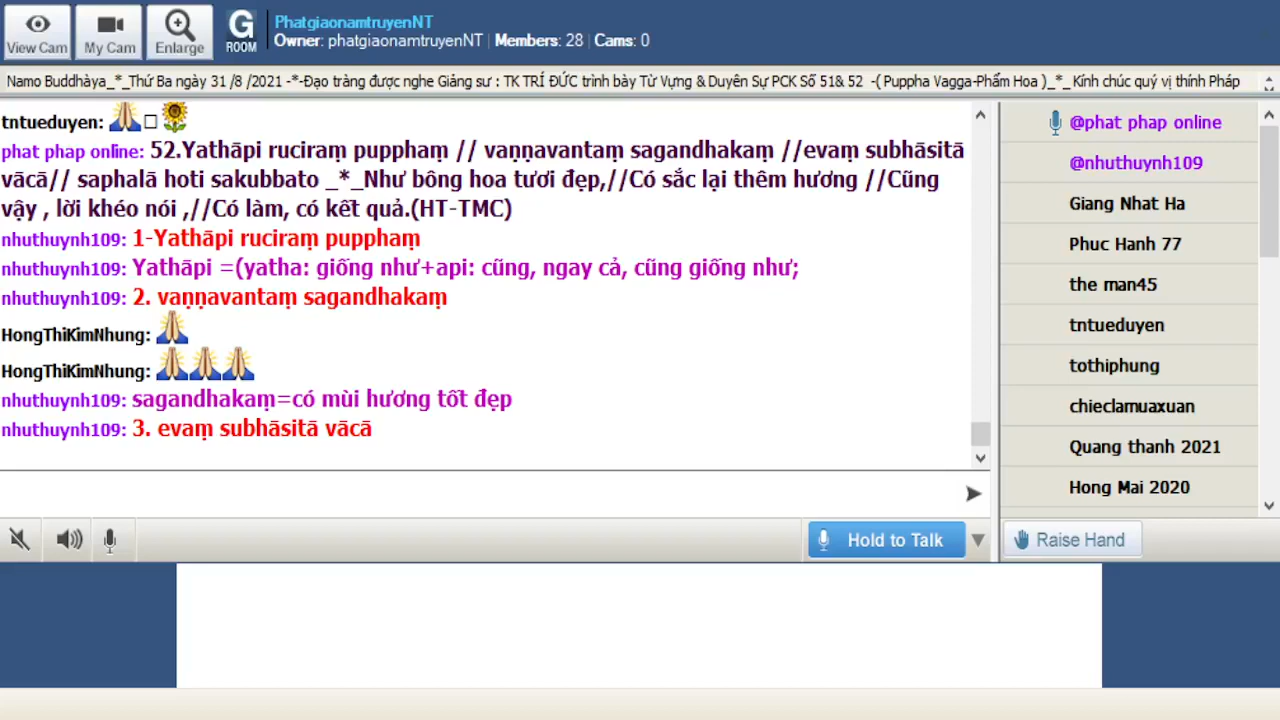 View Cam
My Cam
Enlarge
G
ROOM
PhatgiaonamtruyenNT
Owner: phatgiaonamtruyenNT | Members: 28 | Cams: 0
Namo Buddhàya_*_Thứ Ba ngày 31 /8 /2021 -*-Đạo tràng được nghe Giảng sư : TK TRÍ ĐỨC trình bày Từ Vựng & Duyên Sự PCK Số 51& 52 -( Puppha Vagga-Phẩm Hoa )_*_ Kính chúc quý vị thính Pháp
tntueduyen:
phat phap online: 52.Yathāpi ruciraṃ pupphaṃ // vaṇṇavantaṃ sagandhakaṃ //evaṃ subhāsitā
vācā// saphalā hoti sakubbato _*_Như bông hoa tươi đẹp,//Có sắc lại thêm hương //Cũng
vậy , lời khéo nói ,//Có làm, có kết quả.(HT-TMC)
nhuthuynh109: 1-Yathāpi ruciraṃ pupphaṃ
nhuthuynh109: Yathāpi =(yatha: giống như+api: cũng, ngay cả, cũng giống như;
nhuthuynh109: 2. vaṇṇavantaṃ sagandhakaṃ
HongThiKimNhung:
HongThiKimNhung:
nhuthuynh109: sagandhakaṃ=có mùi hương tốt đẹp
nhuthuynh109: 3. evaṃ subhāsitā vācā
@phat phap online
@nhuthuynh109
Giang Nhat Ha
Phuc Hanh 77
the man45
tntueduyen
tothiphung
chieclamuaxuan
Quang thanh 2021
Hong Mai 2020
Hold to Talk
Raise Hand